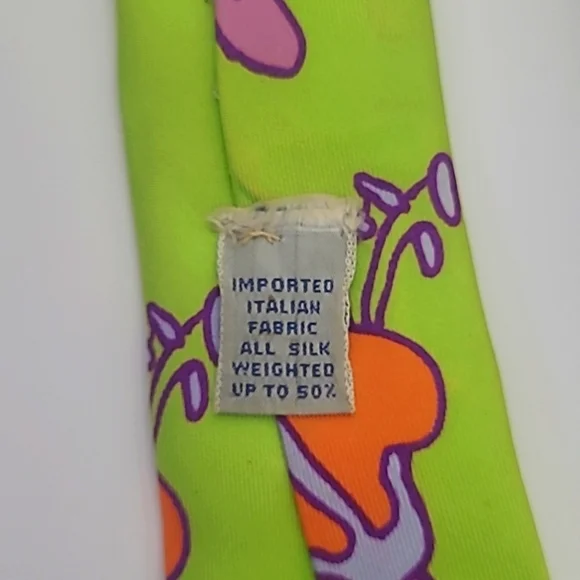 IMPORTED
ITALIAN
FABRIC
ALL SILK
WEIGHTED
UP TO 50%